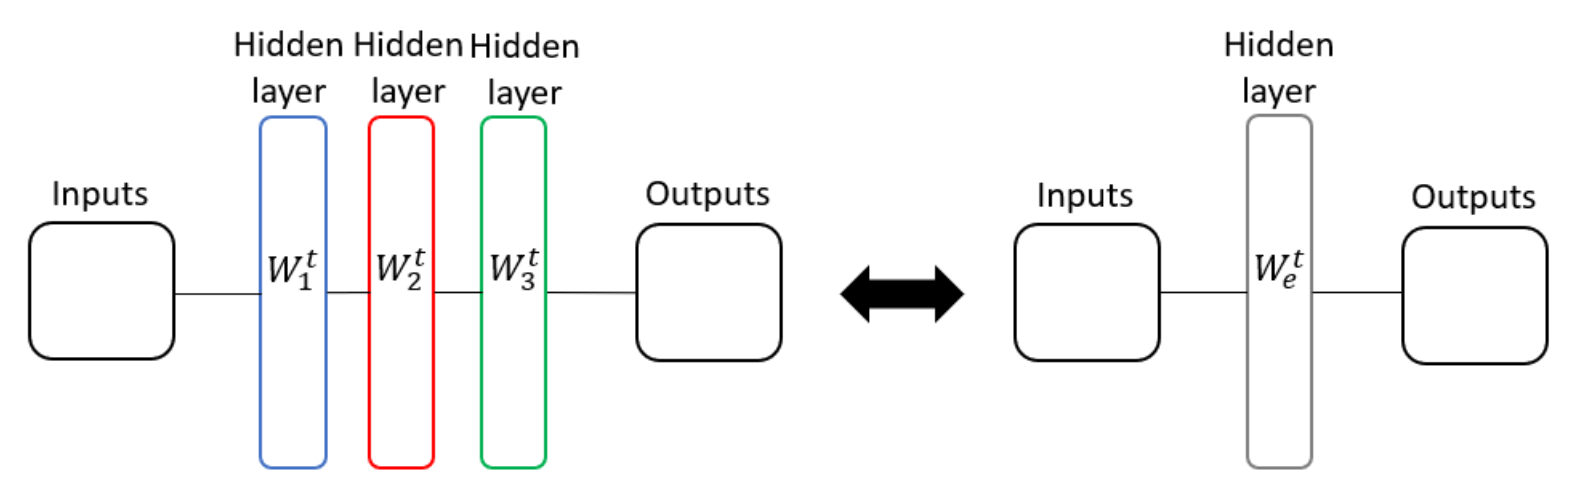 Hidden Hidden Hidden
layer layer layer
Inputs
Outputs
W_1^t W_2^t W_3^t
Hidden
layer
Inputs
Outputs
W_e^t